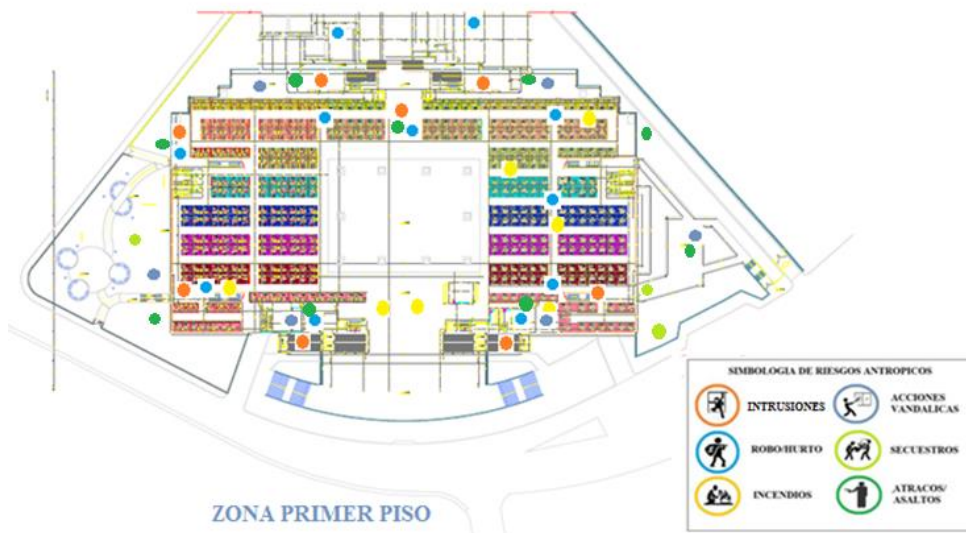 SIMBOLOGIA DE RIESGOS ANTROPICOS
INTRUSIONES
ACCIONES
VANDALICAS
ROBO/HURTO
SECUESTROS
INCENDIOS
ATRACOS/
ASALTOS
ZONA PRIMER PISO